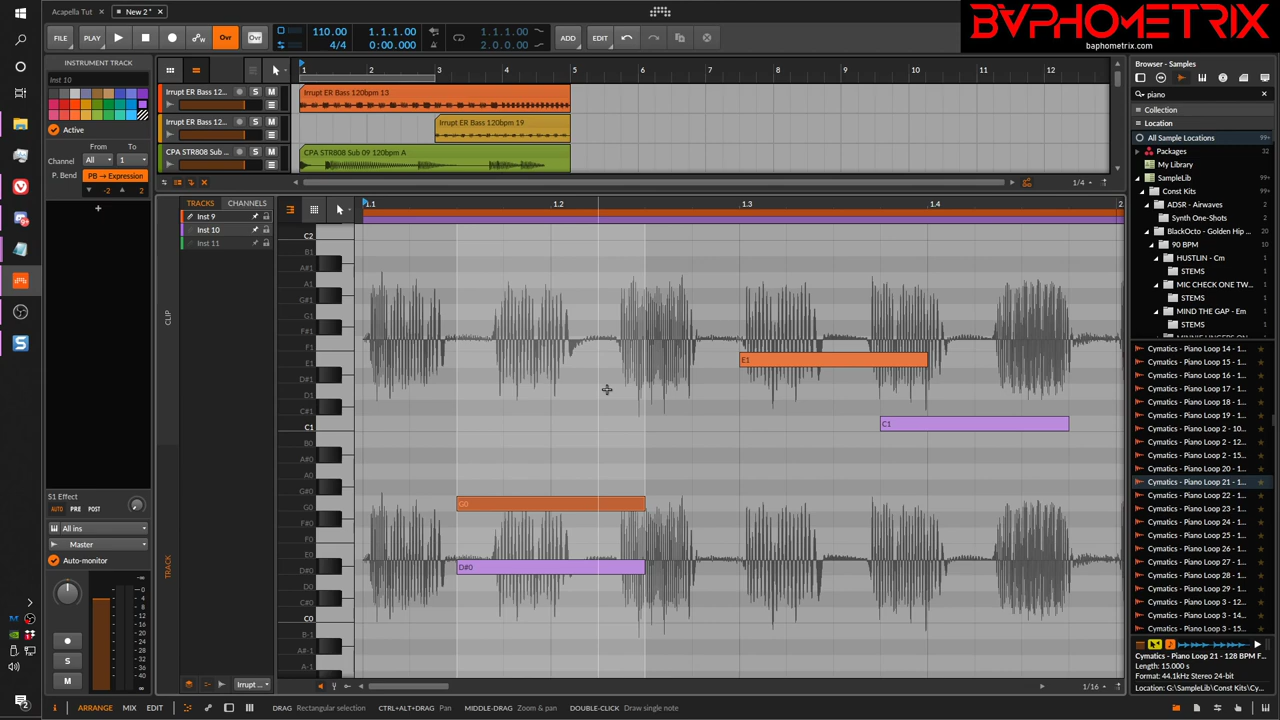 Acapella Tut
New 2*
FILE
PLAY
Ovr
Ovr
110.00
4/4
1.1.1.00
0:00.000
1.1.1.00
2.0.0.00
ADD
EDIT
BAPHOMETRIX
baphometrix.com
INSTRUMENT TRACK
Inst 10
Active
From
To
Channel
All
1
P. Bend
PB → Expression
-2
2
1
2
3
4
5
6
7
8
9
10
11
12
Irrupt ER Bass 12...
S
M
Irrupt ER Bass 120bpm 13
Irrupt ER Bass 12...
S
M
Irrupt ER Bass 120bpm 19
CPA STR808 Sub ...
S
M
CPA STR808 Sub 09 120bpm A
1/4
TRACKS
CHANNELS
Inst 9
Inst 10
Inst 11
CLIP
TRACK
1.1
1.2
1.3
1.4
2
C2
B1
A#1
A1
G#1
G1
F#1
F1
E1
D#1
D1
C#1
C1
B0
A#0
A0
G#0
G0
F#0
F0
E0
D#0
D0
C#0
C0
B-1
A#-1
A-1
E1
C1
G0
D#0
S1 Effect
AUTO
PRE
POST
All ins
Master
Auto-monitor
S
M
Irrupt ...
1/16
Browser - Samples
piano
Collection
Location
All Sample Locations
99+
Packages
32
My Library
SampleLib
99+
Const Kits
99+
ADSR - Airwaves
2
Synth One-Shots
2
BlackOcto - Golden Hip ...
20
90 BPM
7
HUSTLIN - Cm
1
STEMS
1
MIC CHECK ONE TW...
1
STEMS
1
MIND THE GAP - Em
1
STEMS
1
Cymatics - Piano Loop 14 - 1...
Cymatics - Piano Loop 15 - 1...
Cymatics - Piano Loop 16 - 1...
Cymatics - Piano Loop 17 - 1...
Cymatics - Piano Loop 18 - 1...
Cymatics - Piano Loop 19 - 1...
Cymatics - Piano Loop 2 - 10...
Cymatics - Piano Loop 2 - 12...
Cymatics - Piano Loop 2 - 15...
Cymatics - Piano Loop 20 - 1...
Cymatics - Piano Loop 21 - 1...
Cymatics - Piano Loop 22 - 1...
Cymatics - Piano Loop 23 - 1...
Cymatics - Piano Loop 24 - 1...
Cymatics - Piano Loop 25 - 1...
Cymatics - Piano Loop 26 - 1...
Cymatics - Piano Loop 27 - 1...
Cymatics - Piano Loop 28 - 1...
Cymatics - Piano Loop 29 - 1...
Cymatics - Piano Loop 3 - 12...
Cymatics - Piano Loop 3 - 14...
Cymatics - Piano Loop 3 - 15...
Cymatics - Piano Loop 21 - 128 BPM F...
Length: 15.000 s
Format: 44.1kHz Stereo 24-bit
Location: G:\SampleLib\Const Kits\Cy...
ARRANGE
MIX
EDIT
DRAG
Rectangular selection
CTRL+ALT+DRAG
Pan
MIDDLE-DRAG
Zoom & pan
DOUBLE-CLICK
Draw single note